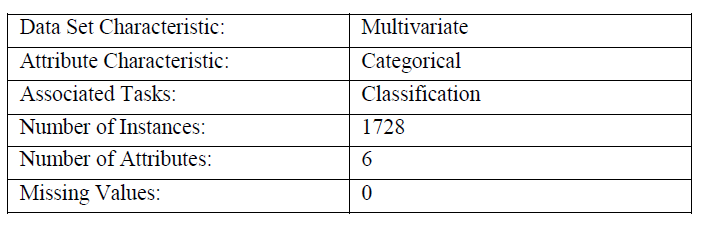 Data Set Characteristic: Multivariate
Attribute Characteristic: Categorical
Associated Tasks: Classification
Number of Instances: 1728
Number of Attributes: 6
Missing Values: 0